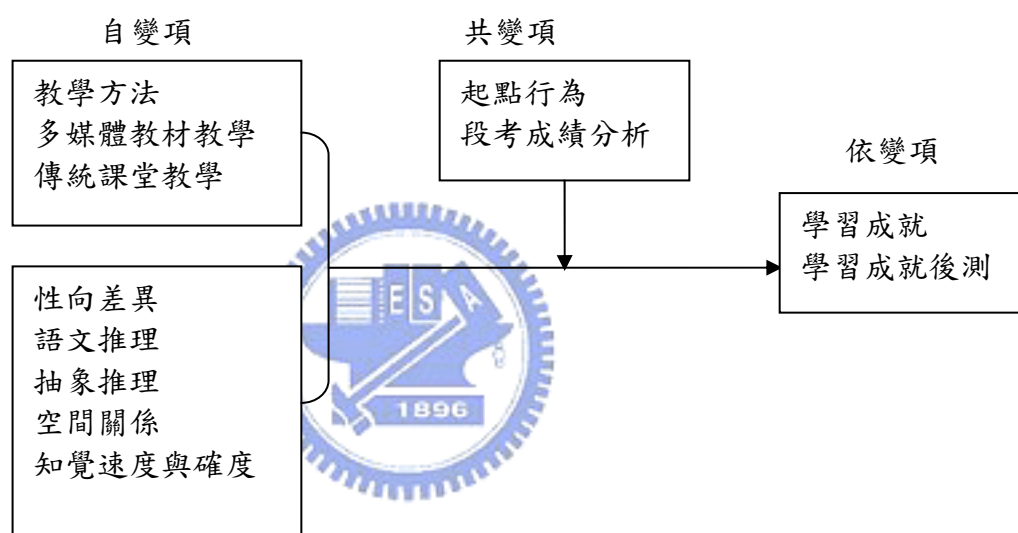 自變項
教學方法
多媒體教材教學
傳統課堂教學
性向差異
語文推理
抽象推理
空間關係
知覺速度與確度
共變項
起點行為
段考成績分析
依變項
學習成就
學習成就後測
ESA
1896